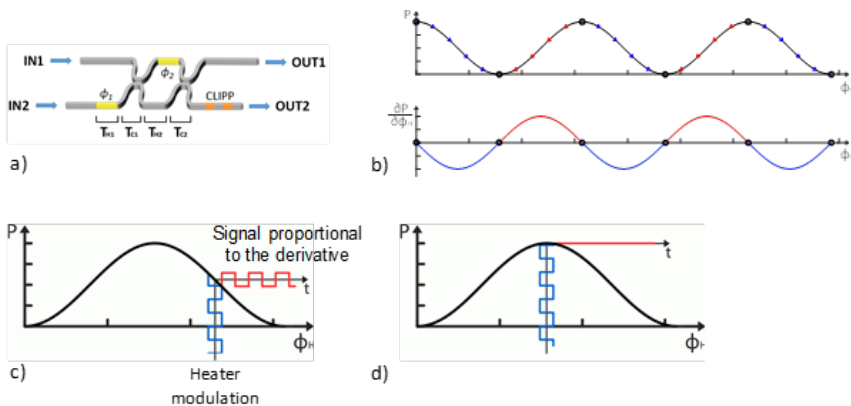 IN1
OUT1
ϕ2
ϕ1
CLIPP
IN2
OUT2
TH1 TC1 TH2 TC2
a)
P
ϕ
∂P
∂ϕH
ϕ
b)
P
Signal proportional
to the derivative
t
ϕH
Heater
modulation
c)
P
t
ϕH
d)